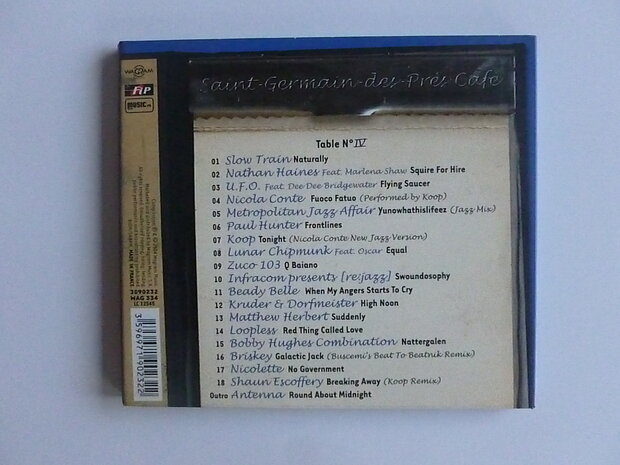 Saint-Germain-des-Prés Café
Table N° IV
01 Slow Train Naturally
02 Nathan Haines Feat. Marlena Shaw Squire For Hire
03 U.F.O. Feat. Dee Dee Bridgewater Flying Saucer
04 Nicola Conte Fuoco Fatuo (Performed by Koop)
05 Metropolitan Jazz Affair Yunowhathislifeez (Jazz Mix)
06 Paul Hunter Frontlines
07 Koop Tonight (Nicola Conte New Jazz Version)
08 Lunar Chipmunk Feat. Oscar Equal
09 Zuco 103 Q Baiano
10 Infracom presents [re:jazz] Swoundosophy
11 Beady Belle When My Angers Starts To Cry
12 Kruder & Dorfmeister High Noon
13 Matthew Herbert Suddenly
14 Loopless Red Thing Called Love
15 Bobby Hughes Combination Nattergalen
16 Briskey Galactic Jack (Buscemi's Beat To Beatnik Remix)
17 Nicolette No Government
18 Shaun Escoffery Breaking Away (Koop Remix)
Outro Antenna Round About Midnight
WAGRAM
FIP
MUSIC
MADE IN FRANCE
3090232
WAG 334
LC 12545
3596971902322